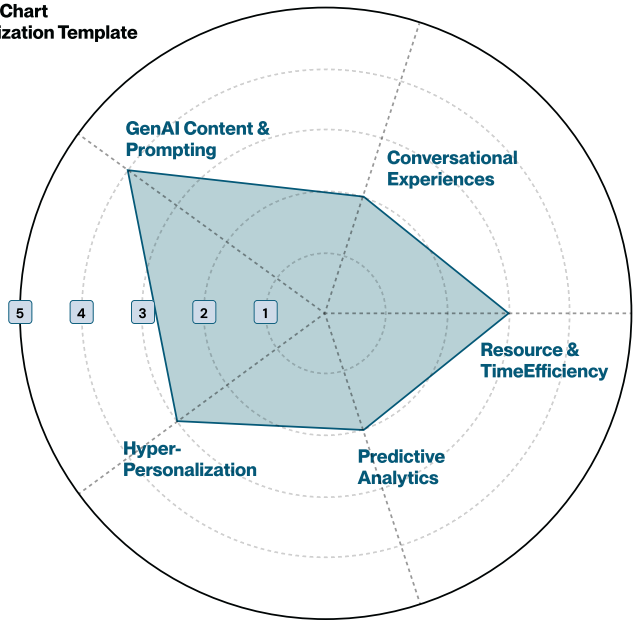 Chart
ization Template
GenAI Content &
Prompting
Conversational
Experiences
5
4
3
2
1
Resource &
TimeEfficiency
Hyper-
Personalization
Predictive
Analytics